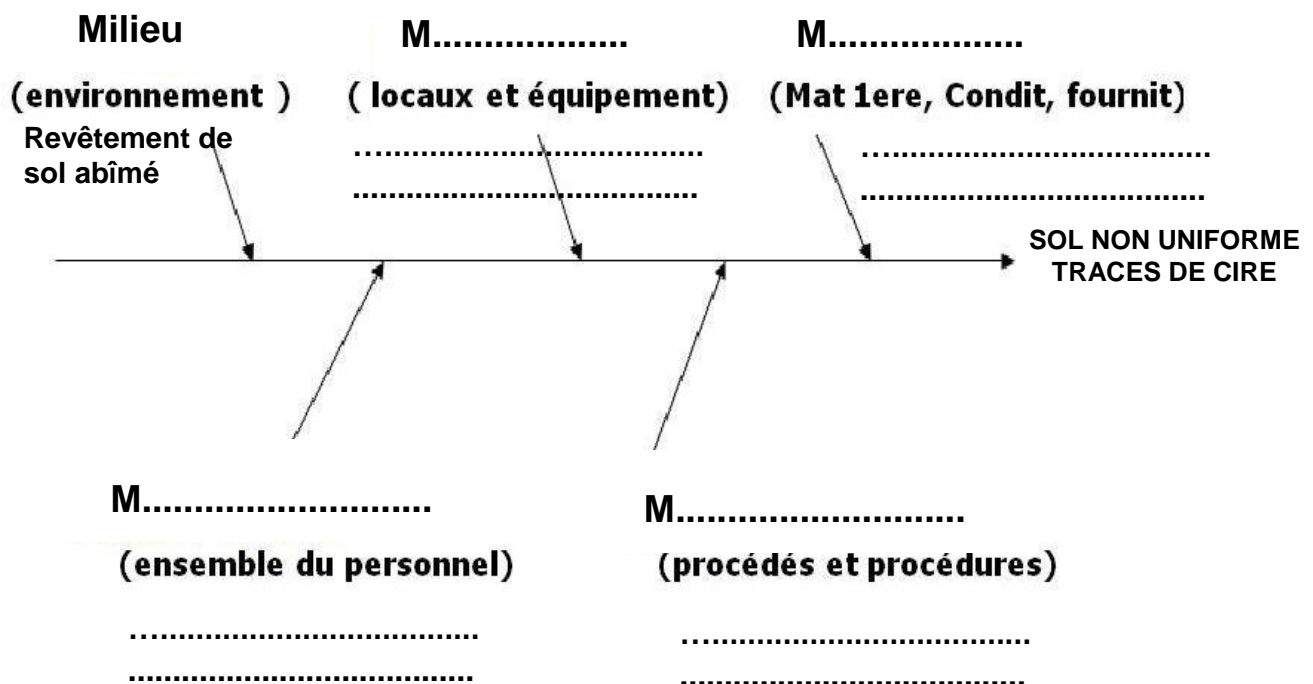 Milieu
M...................
M...................
(environnement )
( locaux et équipement)
(Mat 1ere, Condit, fournit)
Revêtement de
sol abîmé
….....................................
.......................................
….....................................
.......................................
SOL NON UNIFORME
TRACES DE CIRE
M............................
M............................
(ensemble du personnel)
(procédés et procédures)
….....................................
.......................................
….....................................
.......................................